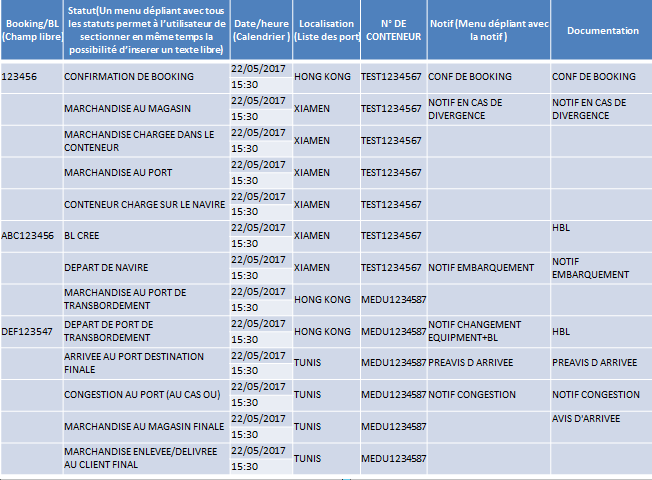 Booking/BL (Champ libre)
Statut(Un menu dépliant avec tous les statuts permet à l'utilisateur de sectionner en même temps la possibilité d'inserer un texte libre)
Date/heure (Calendrier )
Localisation (Liste des port)
N° DE CONTENEUR
Notif (Menu dépliant avec la notif )
Documentation
123456 CONFIRMATION DE BOOKING 22/05/2017 15:30 HONG KONG TEST1234567 CONF DE BOOKING CONF DE BOOKING
MARCHANDISE AU MAGASIN 22/05/2017 15:30 XIAMEN TEST1234567 NOTIF EN CAS DE DIVERGENCE NOTIF EN CAS DE DIVERGENCE
MARCHANDISE CHARGEE DANS LE CONTENEUR 22/05/2017 15:30 XIAMEN TEST1234567
MARCHANDISE AU PORT 22/05/2017 15:30 XIAMEN TEST1234567
CONTENEUR CHARGE SUR LE NAVIRE 22/05/2017 15:30 XIAMEN TEST1234567
ABC123456 BL CREE 22/05/2017 15:30 XIAMEN TEST1234567 HBL
DEPART DE NAVIRE 22/05/2017 15:30 XIAMEN TEST1234567 NOTIF EMBARQUEMENT NOTIF EMBARQUEMENT
MARCHANDISE AU PORT DE TRANSBORDEMENT 22/05/2017 15:30 HONG KONG MEDU1234587
DEF123547 DEPART DE PORT DE TRANSBORDEMENT 22/05/2017 15:30 HONG KONG MEDU1234587 NOTIF CHANGEMENT EQUIPMENT+BL HBL
ARRIVEE AU PORT DESTINATION FINALE 22/05/2017 15:30 TUNIS MEDU1234587 PREAVIS D ARRIVEE PREAVIS D ARRIVEE
CONGESTION AU PORT (AU CAS OU) 22/05/2017 15:30 TUNIS MEDU1234587 NOTIF CONGESTION NOTIF CONGESTION
MARCHANDISE AU MAGASIN FINALE 22/05/2017 15:30 TUNIS MEDU1234587 AVIS D'ARRIVEE
MARCHANDISE ENLEVEE/DELIVREE AU CLIENT FINAL 22/05/2017 15:30 TUNIS MEDU1234587